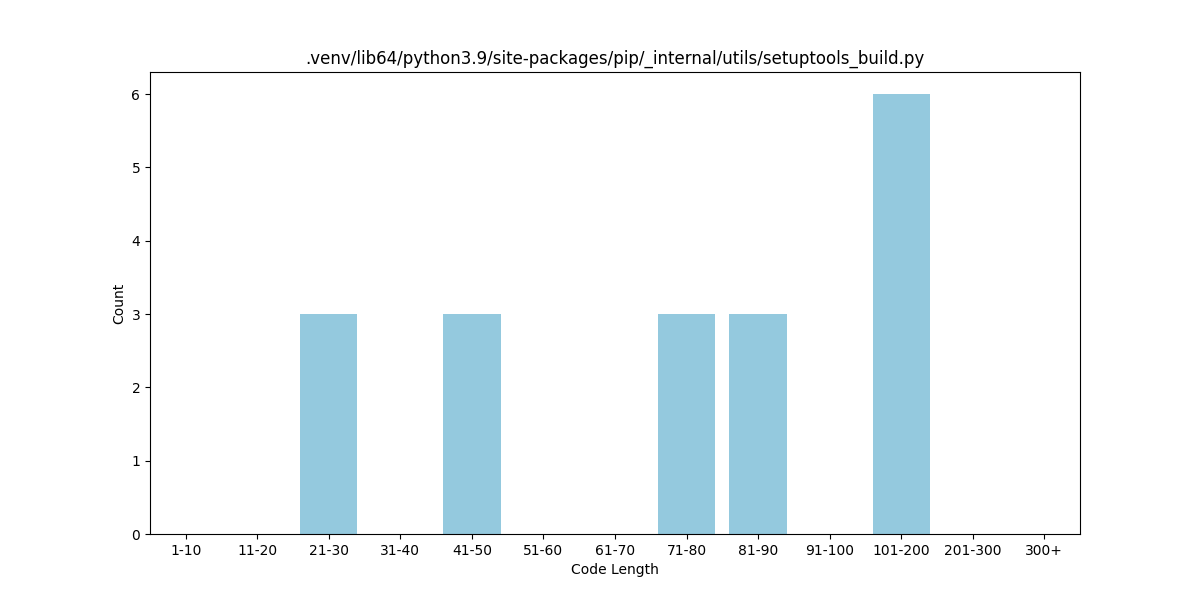 .venv/lib64/python3.9/site-packages/pip/_internal/utils/setuptools_build.py
6
5
4
3
2
1
0
Count
1-10 11-20 21-30 31-40 41-50 51-60 61-70 71-80 81-90 91-100 101-200 201-300 300+
Code Length